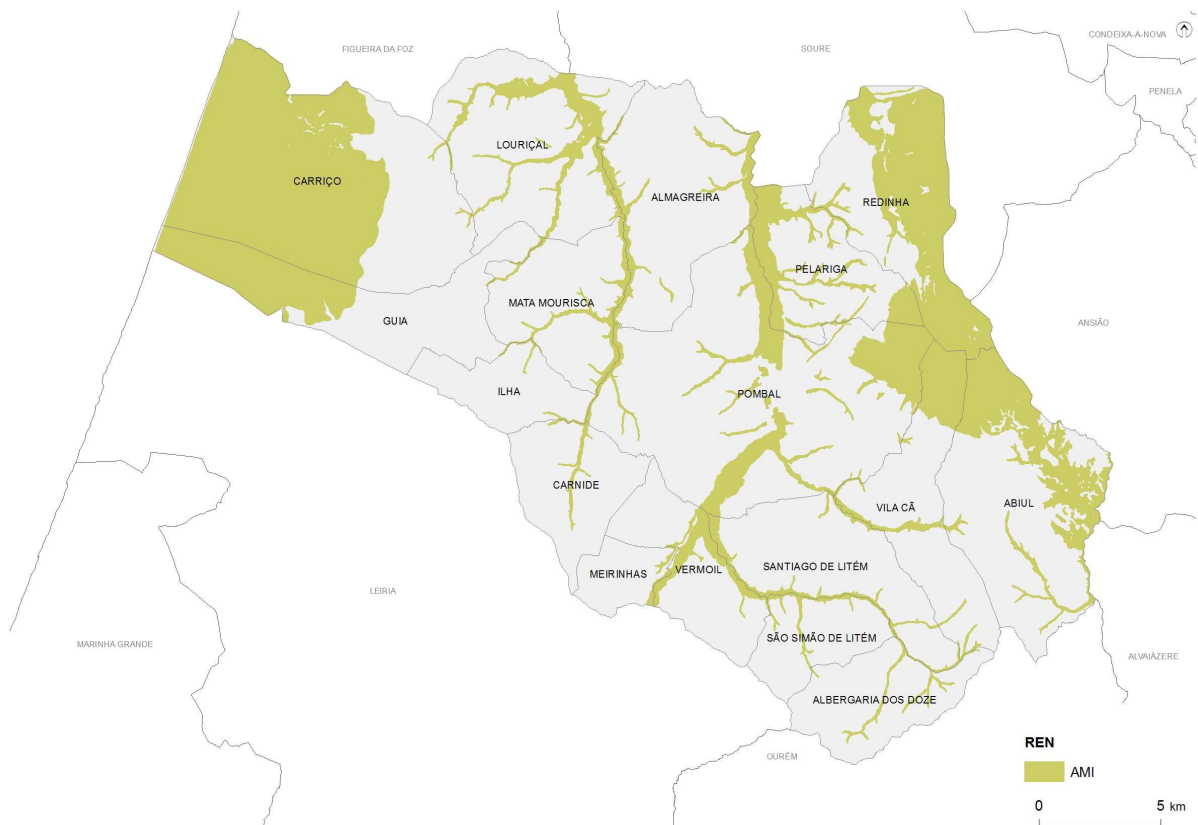 CONDEIXA-A-NOVA
FIGUEIRA DA FOZ
SOURE
PENELA
LOURIÇAL
CARRIÇO
ALMAGREIRA
REDINHA
PELARIGA
MATA MOURISCA
GUIA
ANSIÃO
ILHA
POMBAL
CARNIDE
VILA CÃ
ABIUL
MEIRINHAS
VERMOIL
SANTIAGO DE LITÉM
LEIRIA
SÃO SIMÃO DE LITÉM
MARINHA GRANDE
ALVAIÁZERE
ALBERGARIA DOS DOZE
OURÉM
REN
AMI
0 5 km